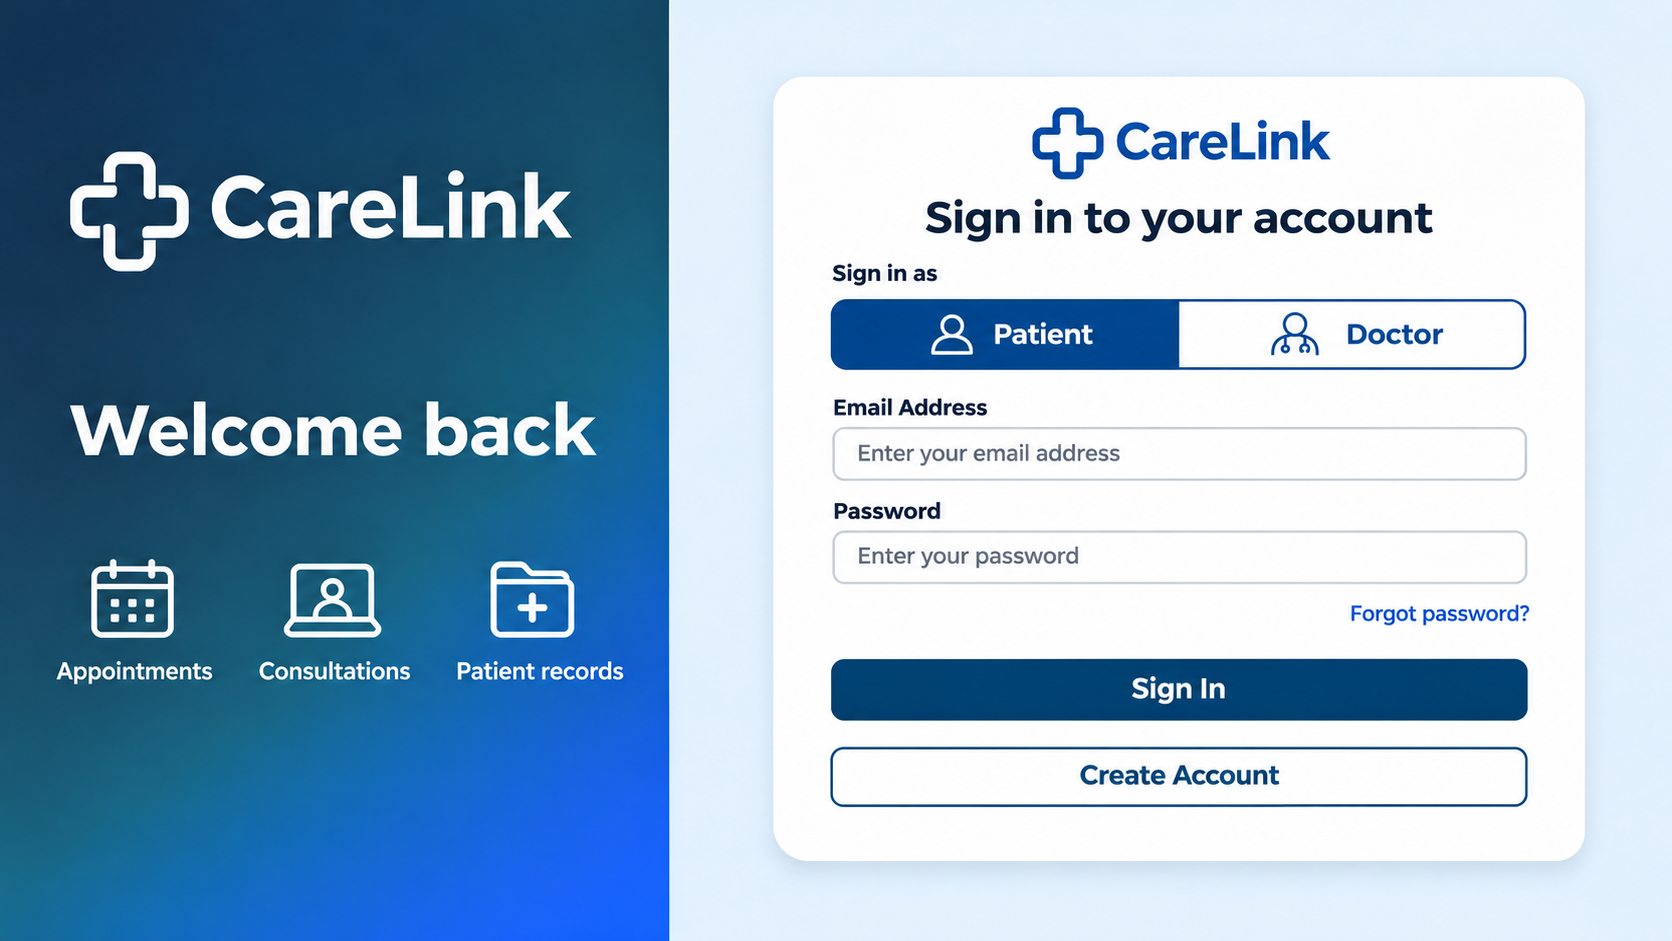 CareLink
Welcome back
Appointments
Consultations
Patient records
CareLink
Sign in to your account
Sign in as
Patient
Doctor
Email Address
Enter your email address
Password
Enter your password
Forgot password?
Sign In
Create Account